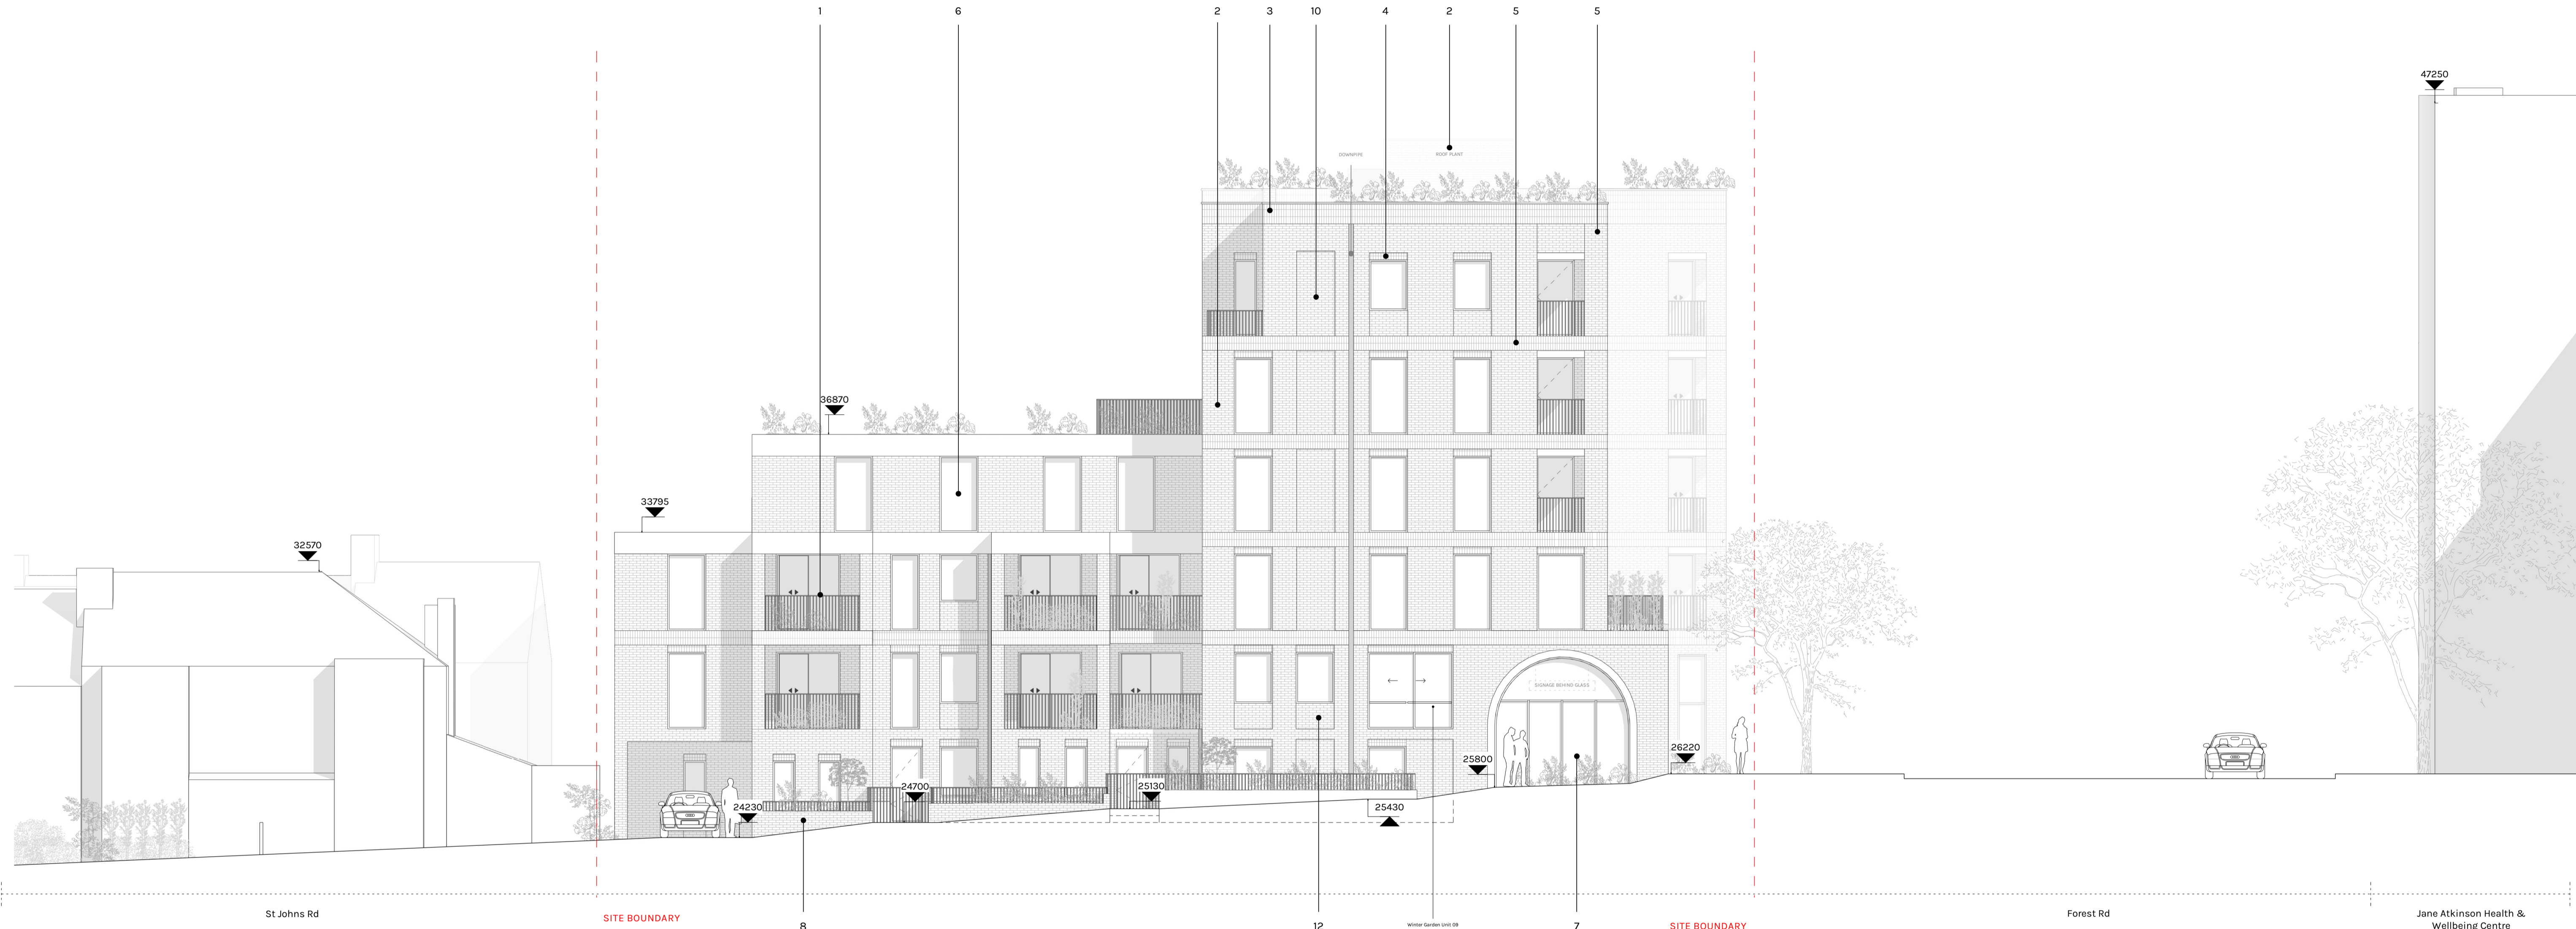 1 6 2 3 10 4 2 5 5
47250
DOWNPIPE ROOF PLANT
36870
33795
32570
SIGNAGE BEHIND GLASS
26220
25800
24700 25130
24230 25430
St Johns Rd SITE BOUNDARY SITE BOUNDARY Forest Rd Jane Atkinson Health &
Wellbeing Centre
8 12 Winter Garden Unit 09 7